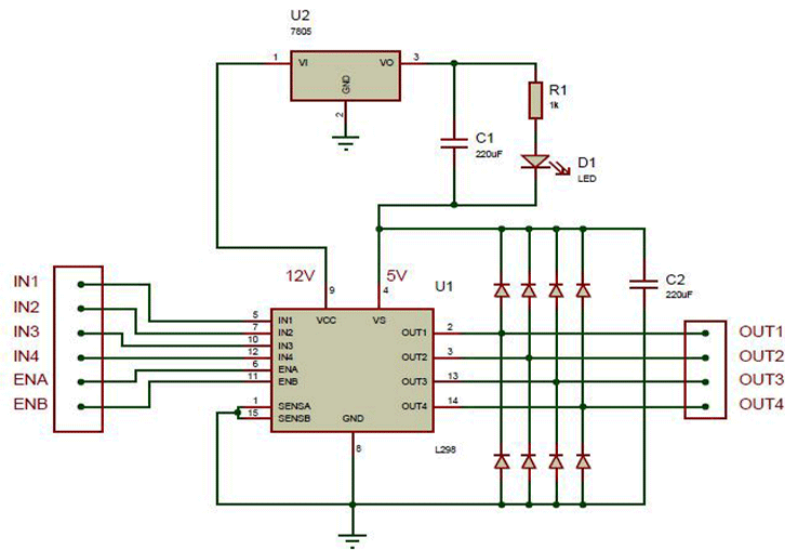 U2
7805
1 VI VO 3
GND
2
R1
1k
C1
220uF
D1
LED
12V 5V
9 4 U1
C2
220uF
IN1
IN2
IN3
IN4
ENA
ENB
5 IN1 VCC VS
7 IN2 OUT1 2
10 IN3
12 IN4 OUT2 3
6 ENA
11 ENB OUT3 13
1 SENSA OUT4 14
15 SENSB GND
8 L298
OUT1
OUT2
OUT3
OUT4